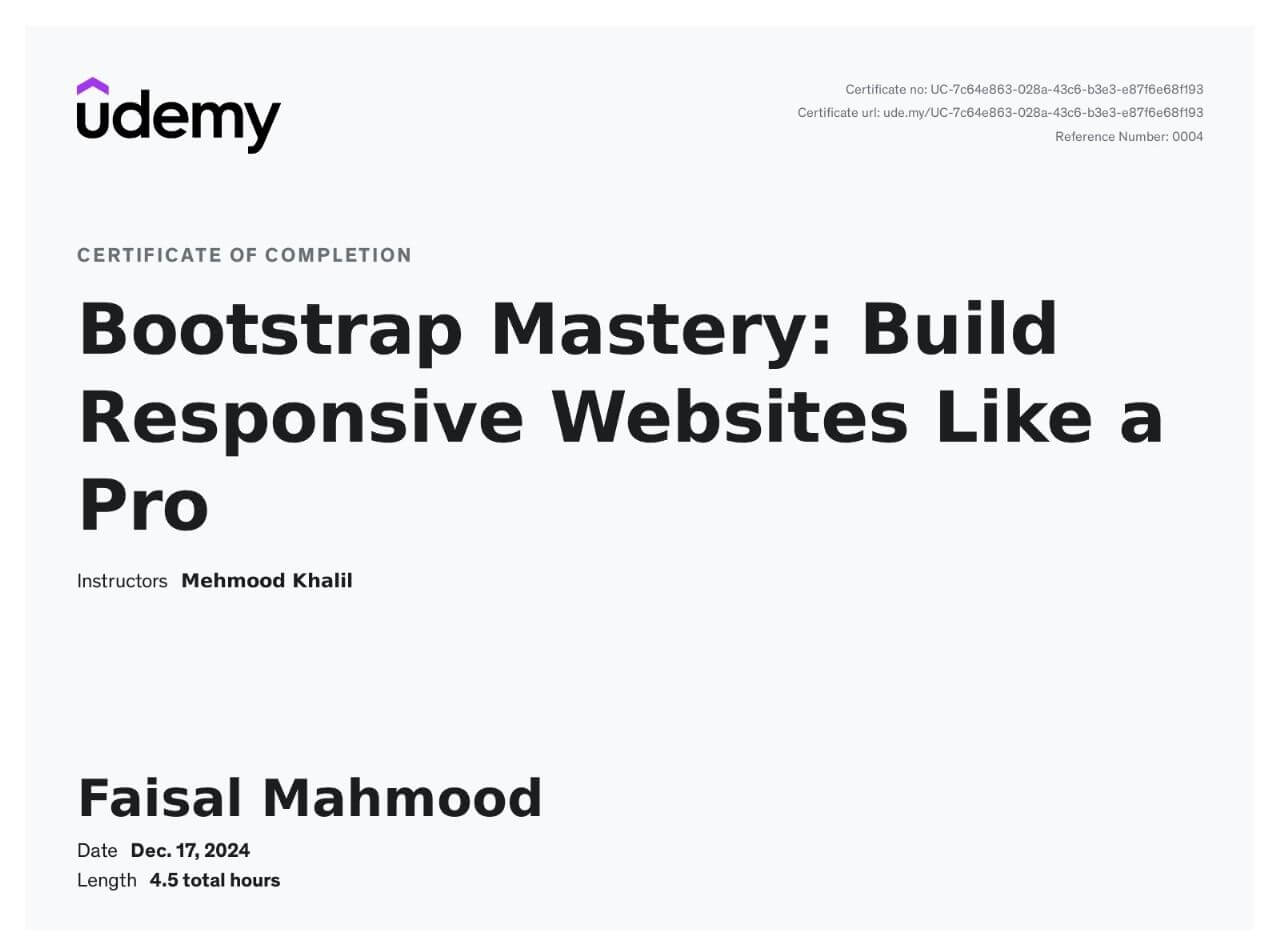 udemy
Certificate no: UC-7c64e863-028a-43c6-b3e3-e87f6e68f193
Certificate url: ude.my/UC-7c64e863-028a-43c6-b3e3-e87f6e68f193
Reference Number: 0004
CERTIFICATE OF COMPLETION
Bootstrap Mastery: Build
Responsive Websites Like a
Pro
Instructors Mehmood Khalil
Faisal Mahmood
Date Dec. 17, 2024
Length 4.5 total hours